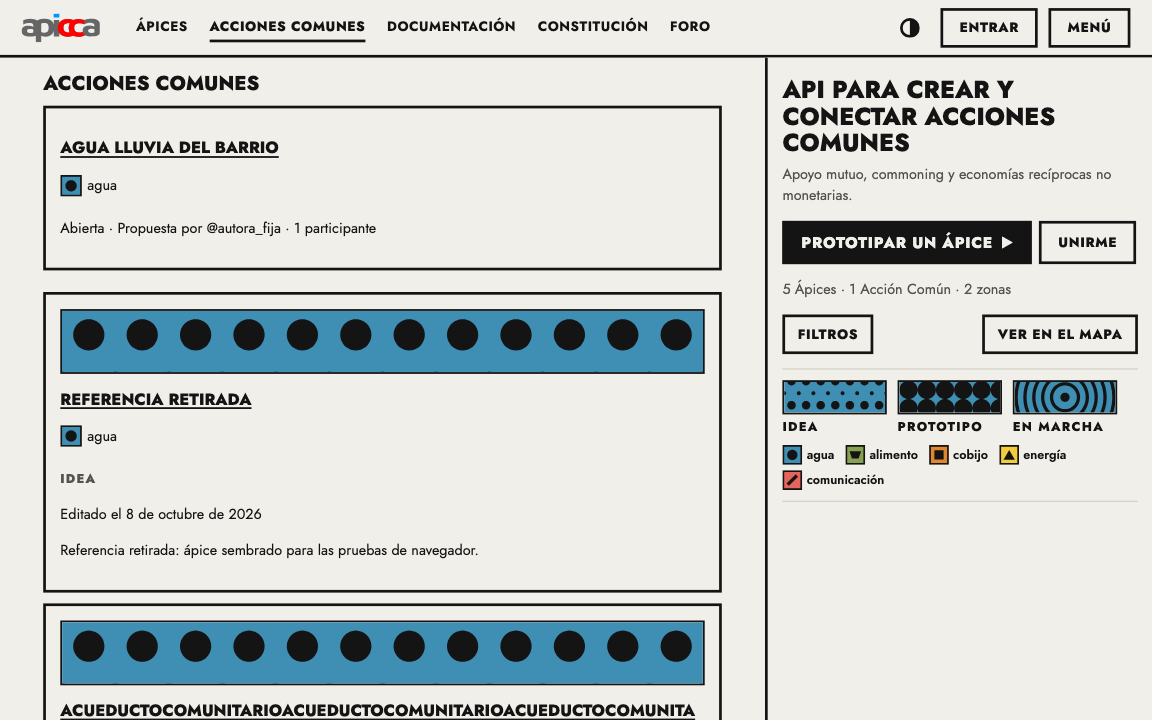 apicca
ÁPICES
ACCIONES COMUNES
DOCUMENTACIÓN
CONSTITUCIÓN
FORO
ENTRAR
MENÚ
ACCIONES COMUNES
AGUA LLUVIA DEL BARRIO
agua
Abierta · Propuesta por @autora_fija · 1 participante
REFERENCIA RETIRADA
agua
IDEA
Editado el 8 de octubre de 2026
Referencia retirada: ápice sembrado para las pruebas de navegador.
ACUEDUCTOCOMUNITARIOACUEDUCTOCOMUNITARIOACUEDUCTOCOMUNITA
API PARA CREAR Y
CONECTAR ACCIONES
COMUNES
Apoyo mutuo, commoning y economías recíprocas no
monetarias.
PROTOTIPAR UN ÁPICE
UNIRME
5 Ápices · 1 Acción Común · 2 zonas
FILTROS
VER EN EL MAPA
IDEA
PROTOTIPO
EN MARCHA
agua
alimento
cobijo
energía
comunicación